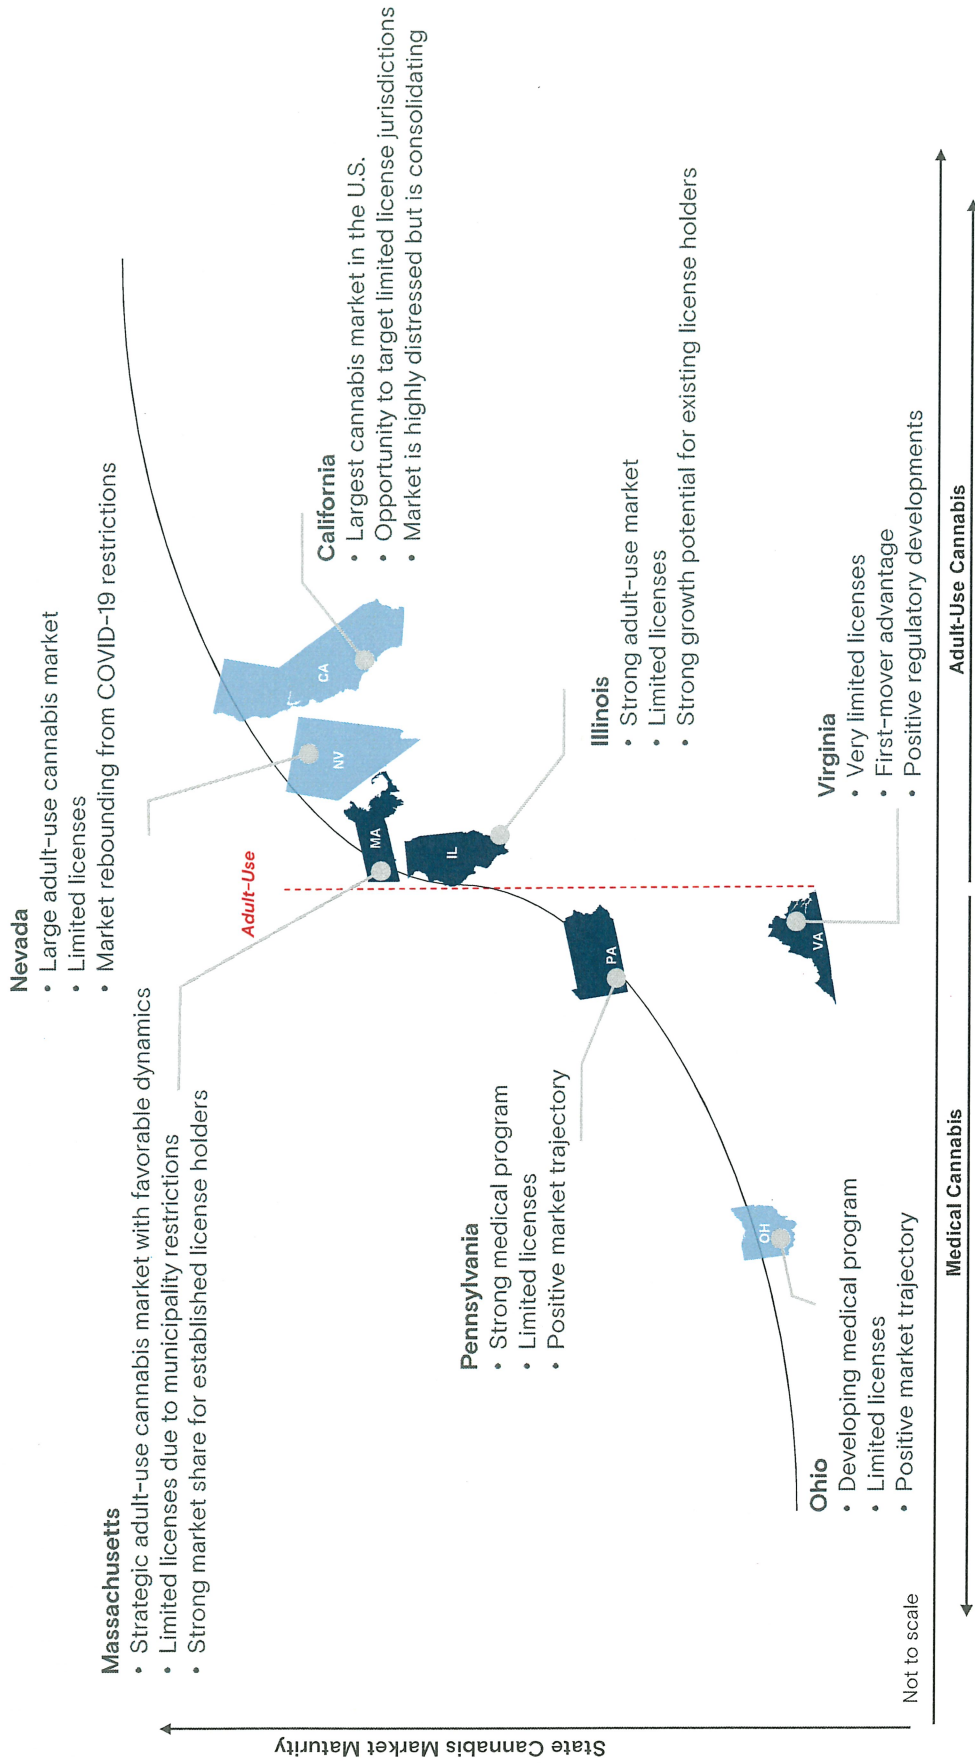 Nevada
• Large adult-use cannabis market
• Limited licenses
• Market rebounding from COVID-19 restrictions
Massachusetts
• Strategic adult-use cannabis market with favorable dynamics
• Limited licenses due to municipality restrictions
• Strong market share for established license holders
Adult-Use
California
• Largest cannabis market in the U.S.
• Opportunity to target limited license jurisdictions
• Market is highly distressed but is consolidating
CA
NV
MA
IL
Pennsylvania
• Strong medical program
• Limited licenses
• Positive market trajectory
PA
Illinois
• Strong adult-use market
• Limited licenses
• Strong growth potential for existing license holders
OH
VA
Ohio
• Developing medical program
• Limited licenses
• Positive market trajectory
Virginia
• Very limited licenses
• First-mover advantage
• Positive regulatory developments
State Cannabis Market Maturity
Not to scale
Medical Cannabis
Adult-Use Cannabis